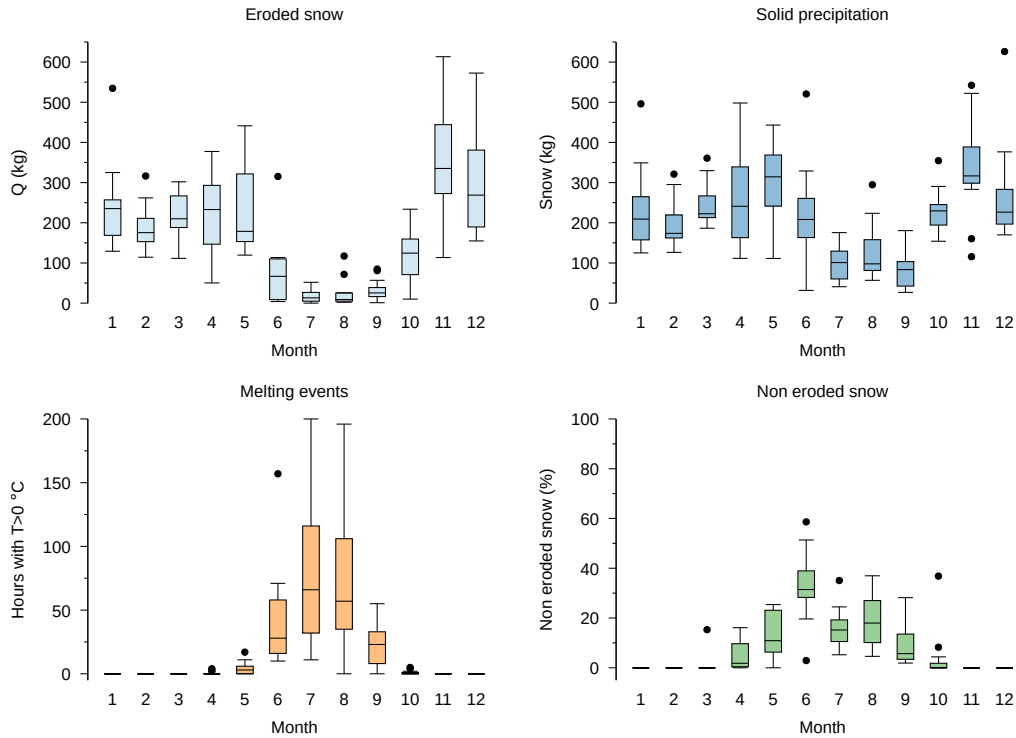 Eroded snow
Q (kg)
600
500
400
300
200
100
0
1 2 3 4 5 6 7 8 9 10 11 12
Month
Solid precipitation
Snow (kg)
600
500
400
300
200
100
0
1 2 3 4 5 6 7 8 9 10 11 12
Month
Melting events
Hours with T>0 °C
200
150
100
50
0
1 2 3 4 5 6 7 8 9 10 11 12
Month
Non eroded snow
Non eroded snow (%)
100
80
60
40
20
0
1 2 3 4 5 6 7 8 9 10 11 12
Month